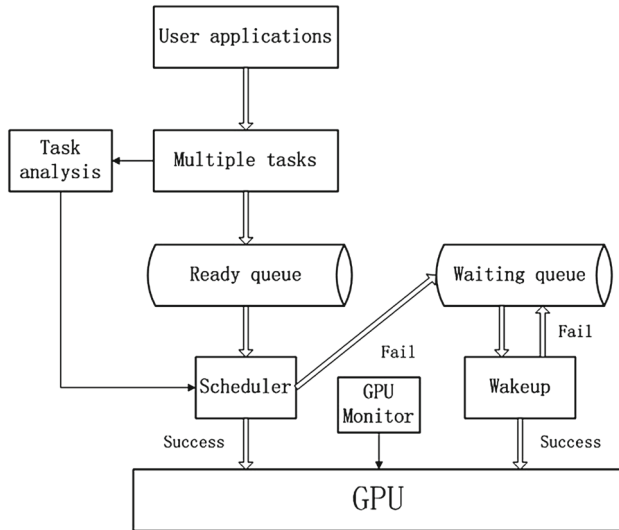 User applications
Task
analysis
Multiple tasks
Ready queue
Waiting queue
Fail
Fail
Scheduler
GPU
Monitor
Wakeup
Success
Success
GPU